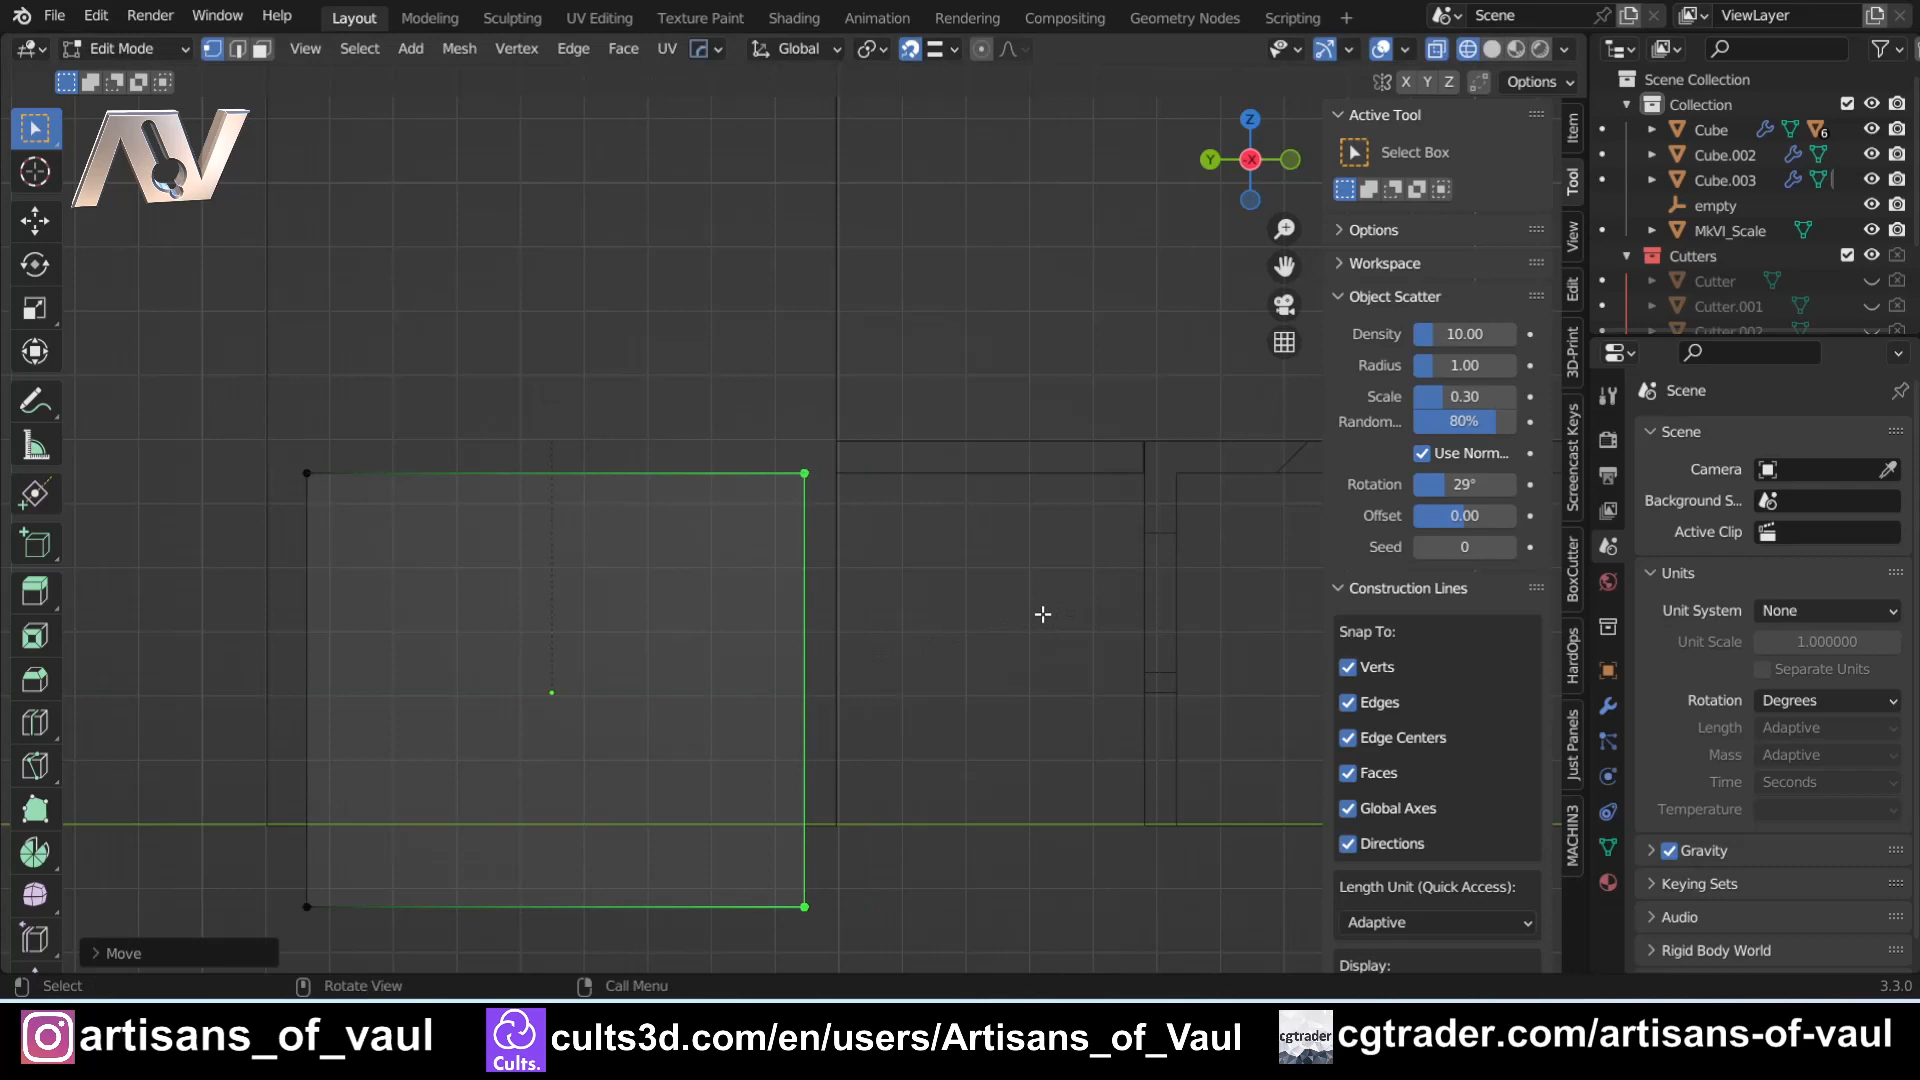 File Edit Render Window Help Layout Modeling Sculpting UV Editing Texture Paint Shading Animation Rendering Compositing Geometry Nodes Scripting + Scene ViewLayer
Edit Mode View Select Add Mesh Vertex Edge Face UV Global
X Y Z Options
Scene Collection
Collection
Cube 6
Cube.002
Cube.003
empty
MkVI_Scale
Cutters
Cutter
Cutter.001
Cutter.002
AV
Z
Y
-X
Active Tool
Select Box
Options
Workspace
Object Scatter
Density 10.00
Radius 1.00
Scale 0.30
Random... 80%
Use Norm...
Rotation 29°
Offset 0.00
Seed 0
Construction Lines
Snap To:
Verts
Edges
Edge Centers
Faces
Global Axes
Directions
Length Unit (Quick Access):
Adaptive
Display:
Item
Tool
View
Edit
3D-Print
Screencast Keys
BoxCutter
HardOps
Just Panels
MACHIN3
Scene
Scene
Camera
Background S...
Active Clip
Units
Unit System None
Unit Scale 1.000000
Separate Units
Rotation Degrees
Length Adaptive
Mass Adaptive
Time Seconds
Temperature
Gravity
Keying Sets
Audio
Rigid Body World
Move
Select Rotate View Call Menu 3.3.0
artisans_of_vaul Cults. cults3d.com/en/users/Artisans_of_Vaul cgtrader cgtrader.com/artisans-of-vaul